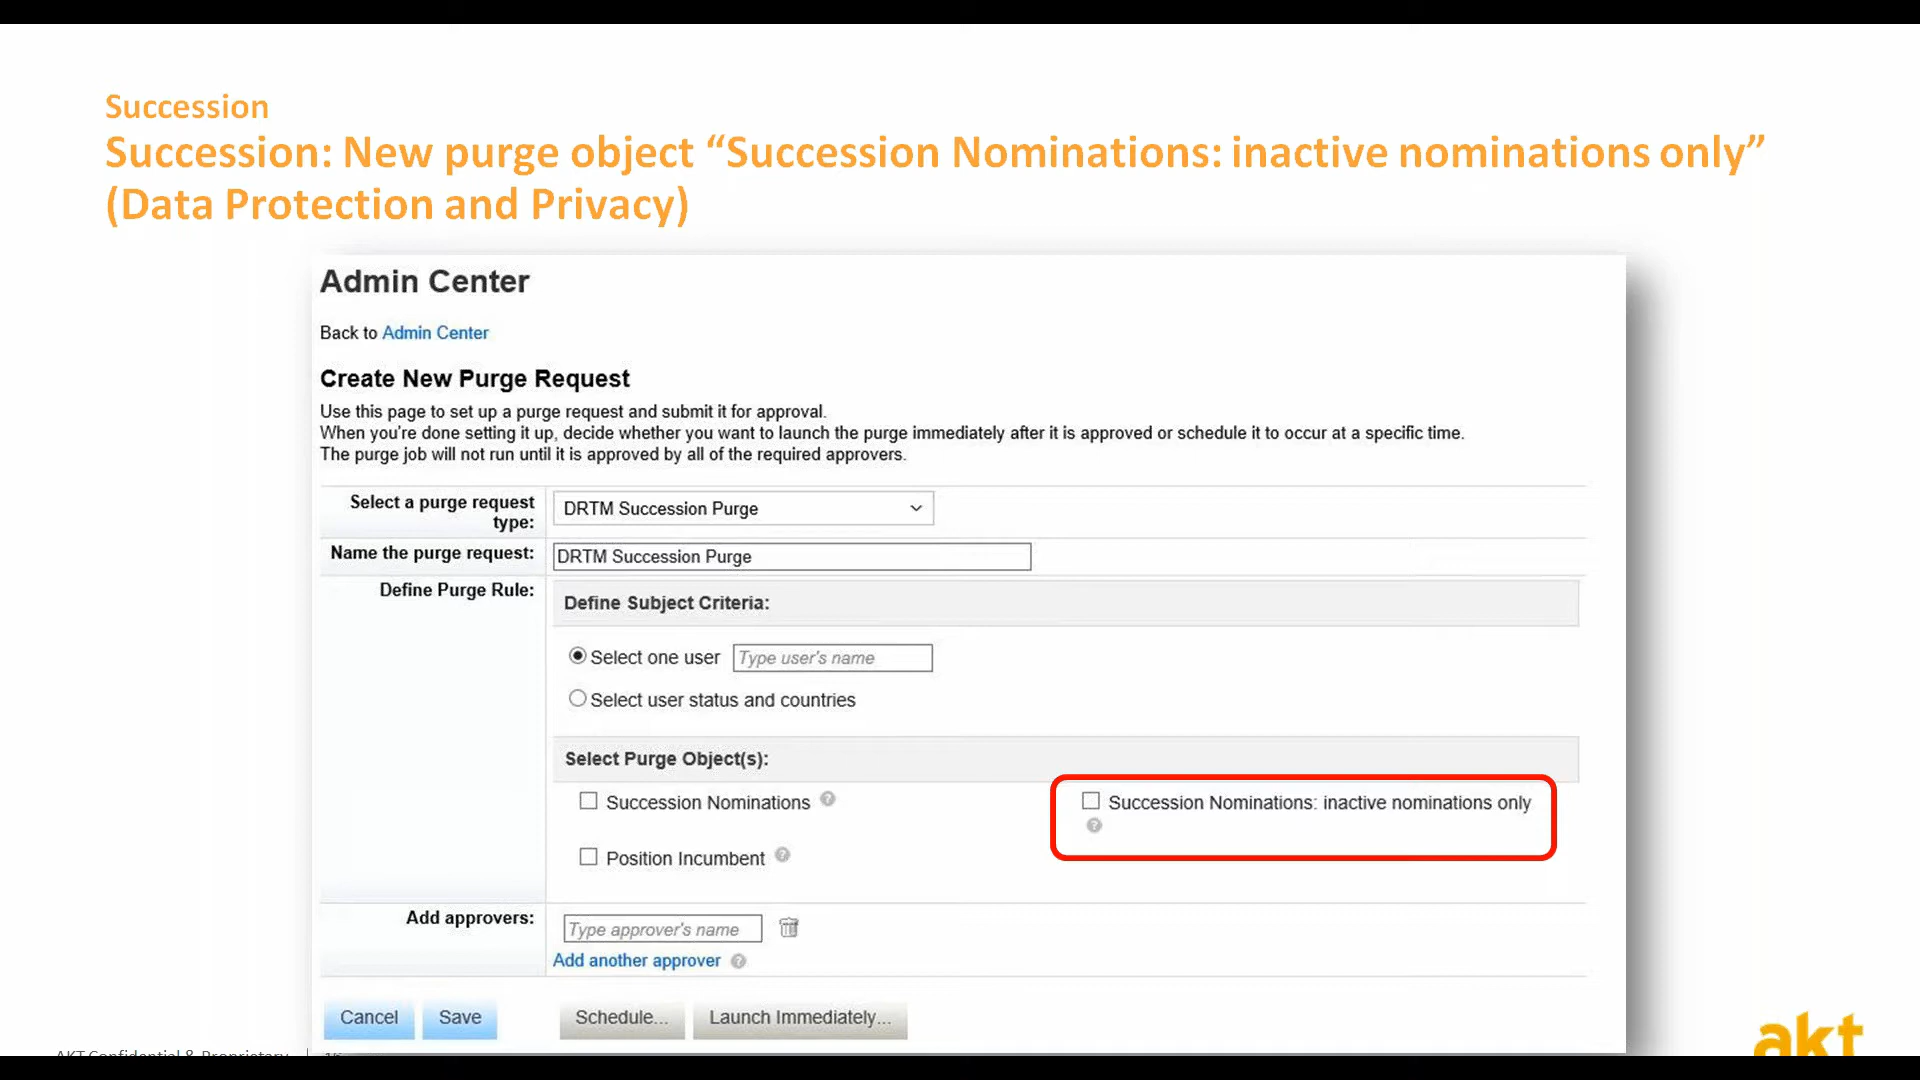 Succession
Succession: New purge object “Succession Nominations: inactive nominations only”
(Data Protection and Privacy)
Admin Center
Back to Admin Center
Create New Purge Request
Use this page to set up a purge request and submit it for approval.
When you're done setting it up, decide whether you want to launch the purge immediately after it is approved or schedule it to occur at a specific time.
The purge job will not run until it is approved by all of the required approvers.
Select a purge request
type:
DRTM Succession Purge
Name the purge request:
DRTM Succession Purge
Define Purge Rule:
Define Subject Criteria:
Select one user
Type user's name
Select user status and countries
Select Purge Object(s):
Succession Nominations
Succession Nominations: inactive nominations only
Position Incumbent
Add approvers:
Type approver's name
Add another approver
Cancel
Save
Schedule...
Launch Immediately...
AKT Confidential & Proprietary
akt